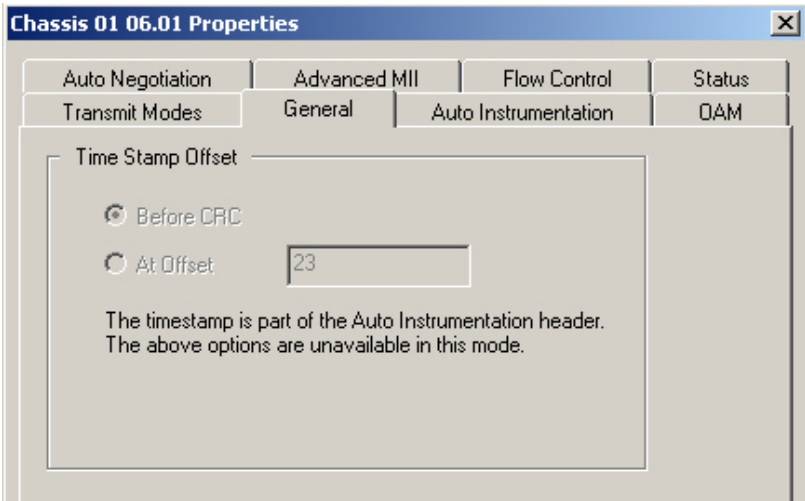 Chassis 01 06.01 Properties
Auto Negotiation Advanced MII Flow Control Status
Transmit Modes General Auto Instrumentation OAM
Time Stamp Offset
Before CRC
At Offset 23
The timestamp is part of the Auto Instrumentation header.
The above options are unavailable in this mode.